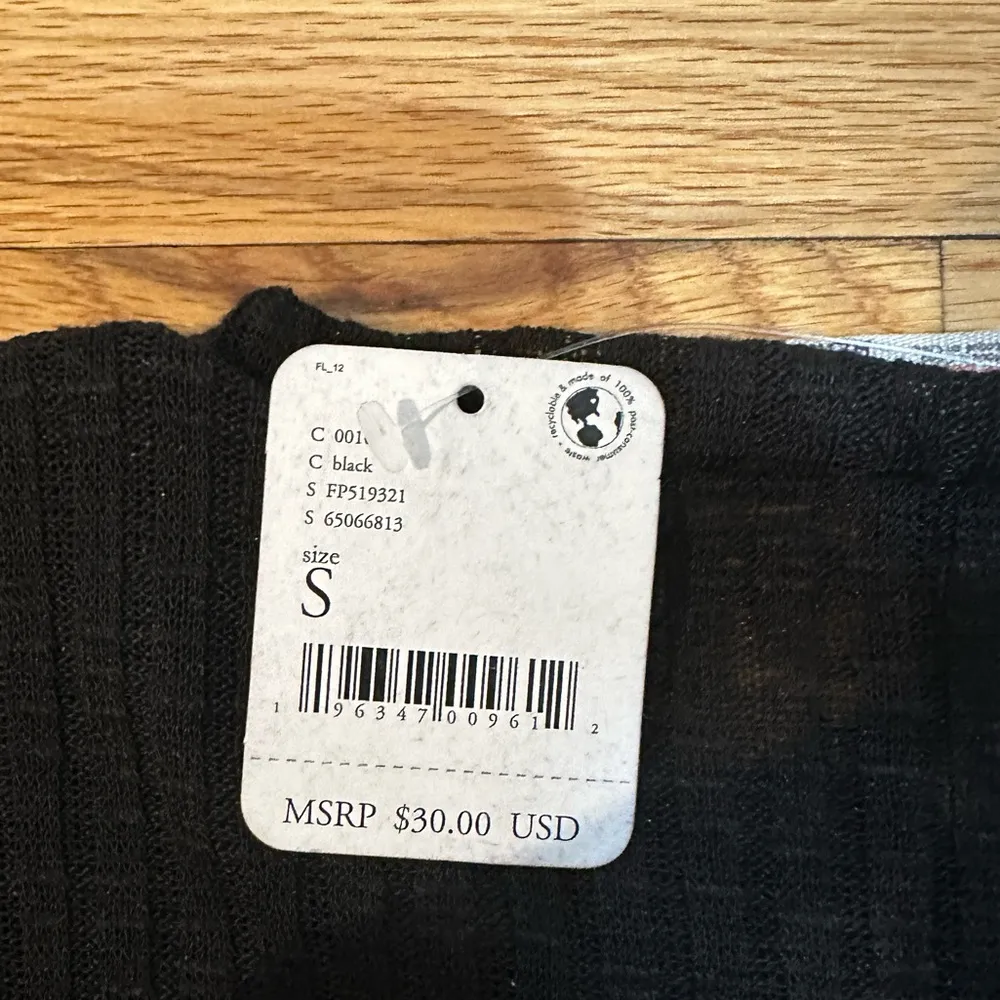 FL_12
recyclable & made of 100% post-consumer waste •
C 001
C black
S FP519321
S 65066813
size
S
1 96347 00961 2
MSRP $30.00 USD